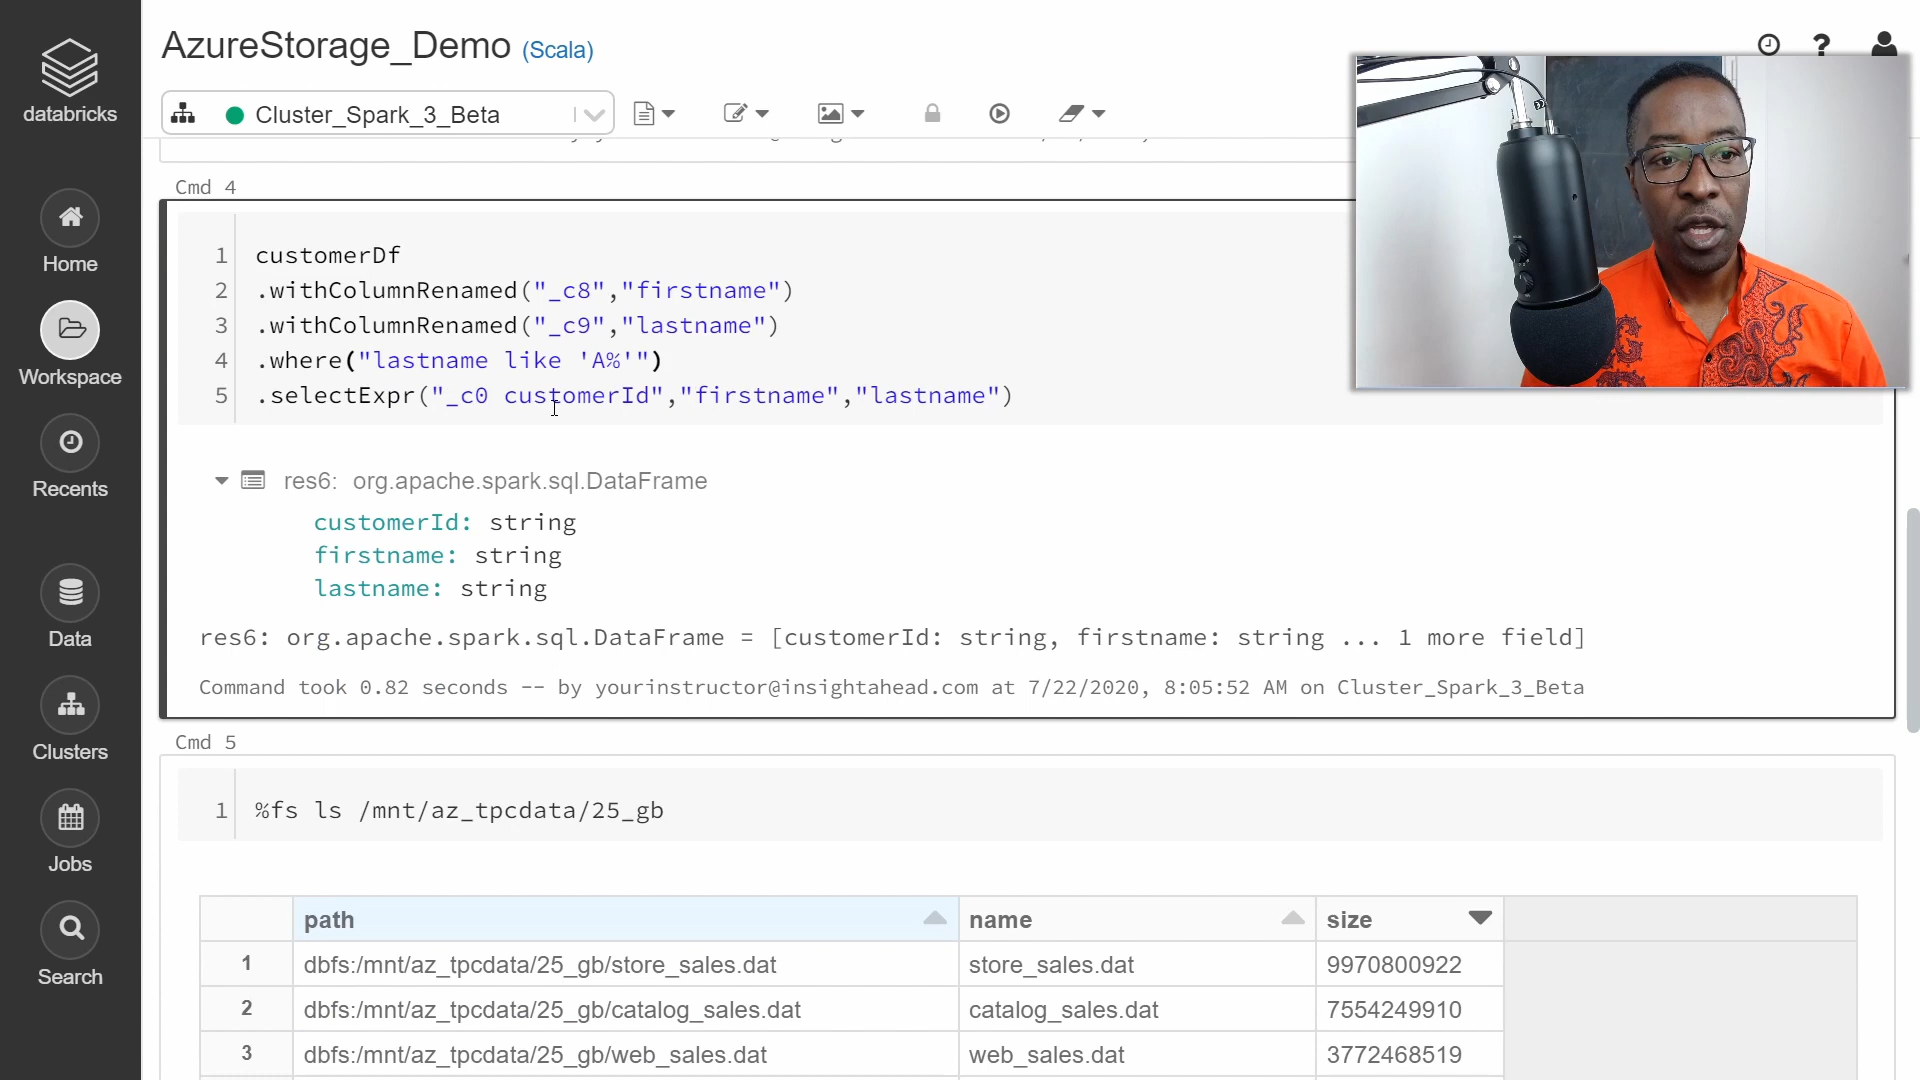 AzureStorage_Demo (Scala)
databricks
Cluster_Spark_3_Beta
Home
Workspace
Recents
Data
Clusters
Jobs
Search
Cmd 4
1 customerDf
2 .withColumnRenamed("_c8","firstname")
3 .withColumnRenamed("_c9","lastname")
4 .where("lastname like 'A%'")
5 .selectExpr("_c0 customerId","firstname","lastname")
res6: org.apache.spark.sql.DataFrame
customerId: string
firstname: string
lastname: string
res6: org.apache.spark.sql.DataFrame = [customerId: string, firstname: string ... 1 more field]
Command took 0.82 seconds -- by yourinstructor@insightahead.com at 7/22/2020, 8:05:52 AM on Cluster_Spark_3_Beta
Cmd 5
1 %fs ls /mnt/az_tpcdata/25_gb
path name size
1 dbfs:/mnt/az_tpcdata/25_gb/store_sales.dat store_sales.dat 9970800922
2 dbfs:/mnt/az_tpcdata/25_gb/catalog_sales.dat catalog_sales.dat 7554249910
3 dbfs:/mnt/az_tpcdata/25_gb/web_sales.dat web_sales.dat 3772468519